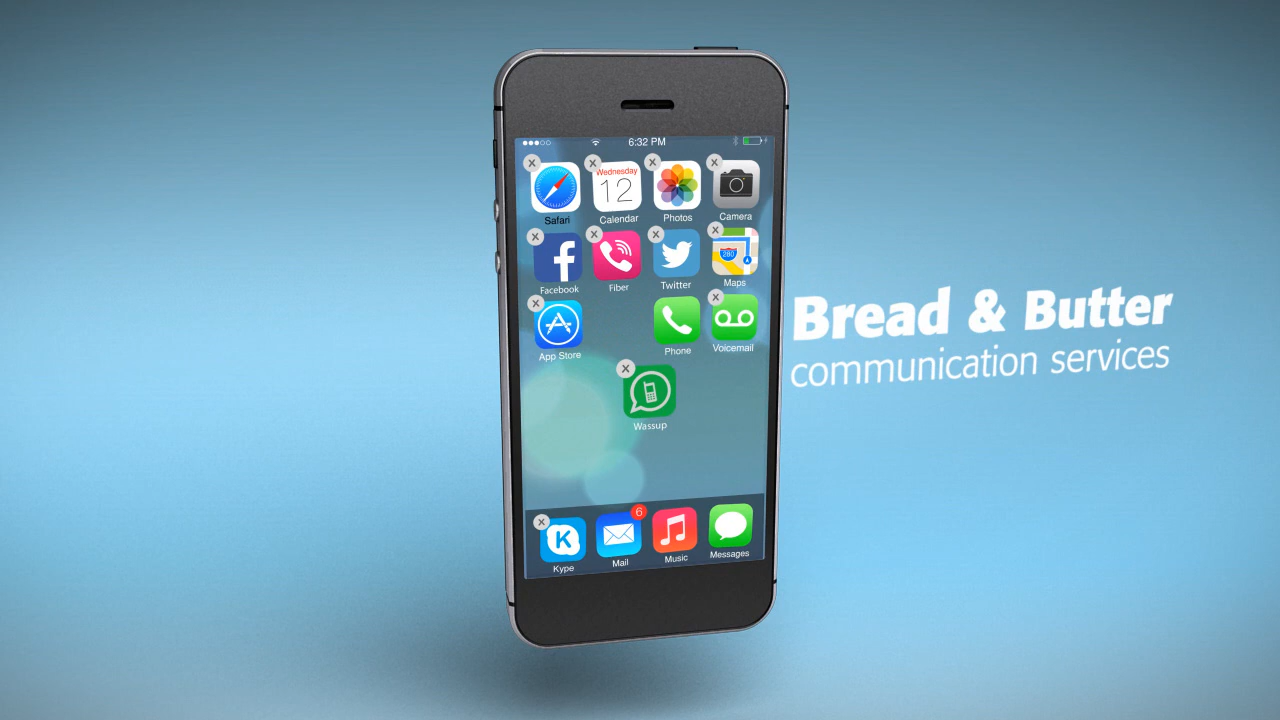 6:32 PM
Wednesday
12
Safari
Calendar
Photos
Camera
280
Facebook
Fiber
Twitter
Maps
App Store
Phone
Voicemail
Wassup
Bread & Butter
communication services
6
K
Kype
Mail
Music
Messages